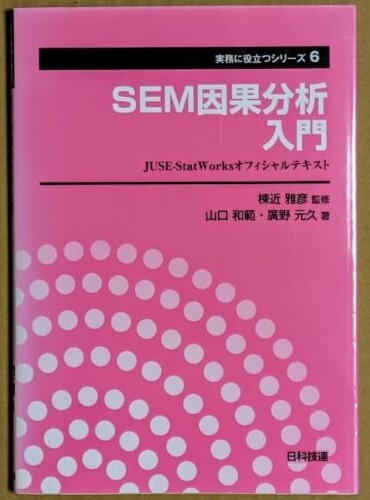 実務に役立つシリーズ 6
SEM因果分析
入門
JUSE-StatWorksオフィシャルテキスト
棟近 雅彦 監修
山口 和範・廣野 元久 著
日科技連